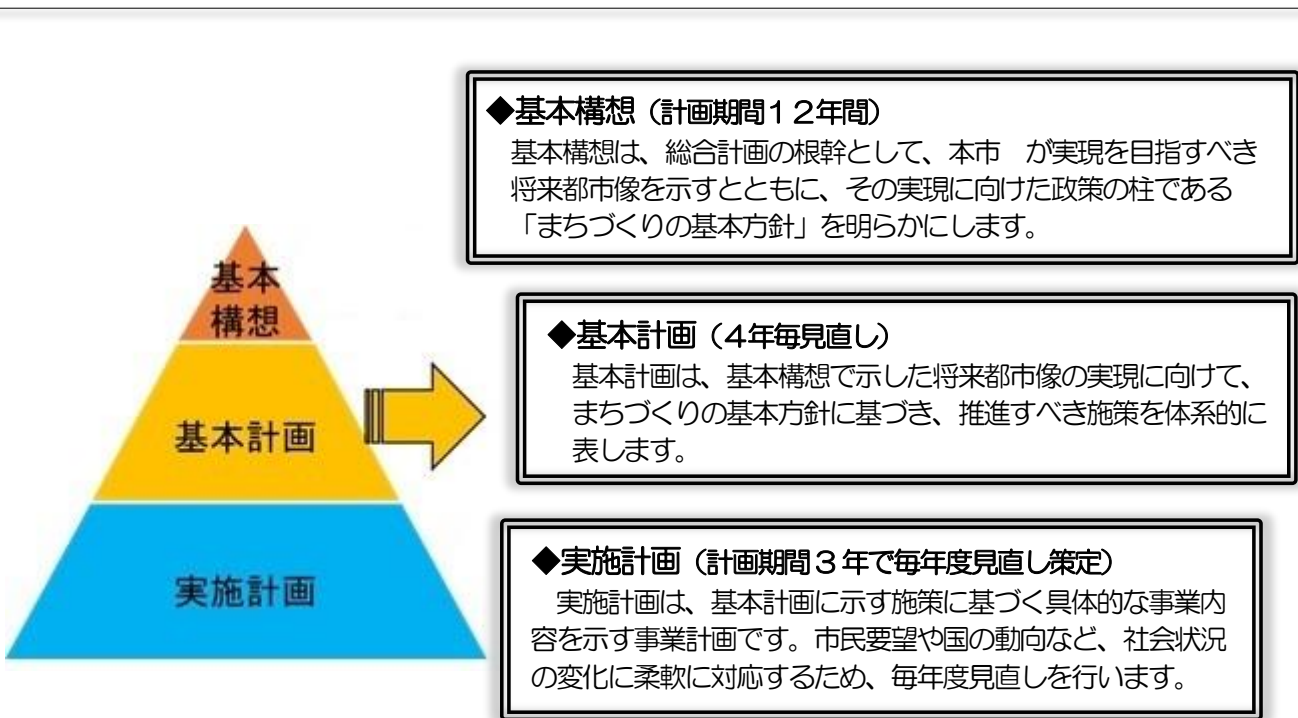 ◆基本構想（計画期間１２年間）
基本構想は、総合計画の根幹として、本市　が実現を目指すべき
将来都市像を示すとともに、その実現に向けた政策の柱である
「まちづくりの基本方針」を明らかにします。
基本
構想
基本計画
実施計画
◆基本計画（４年毎見直し）
基本計画は、基本構想で示した将来都市像の実現に向けて、
まちづくりの基本方針に基づき、推進すべき施策を体系的に
表します。
◆実施計画（計画期間３年で毎年度見直し策定）
　実施計画は、基本計画に示す施策に基づく具体的な事業内
容を示す事業計画です。市民要望や国の動向など、社会状況
の変化に柔軟に対応するため、毎年度見直しを行います。